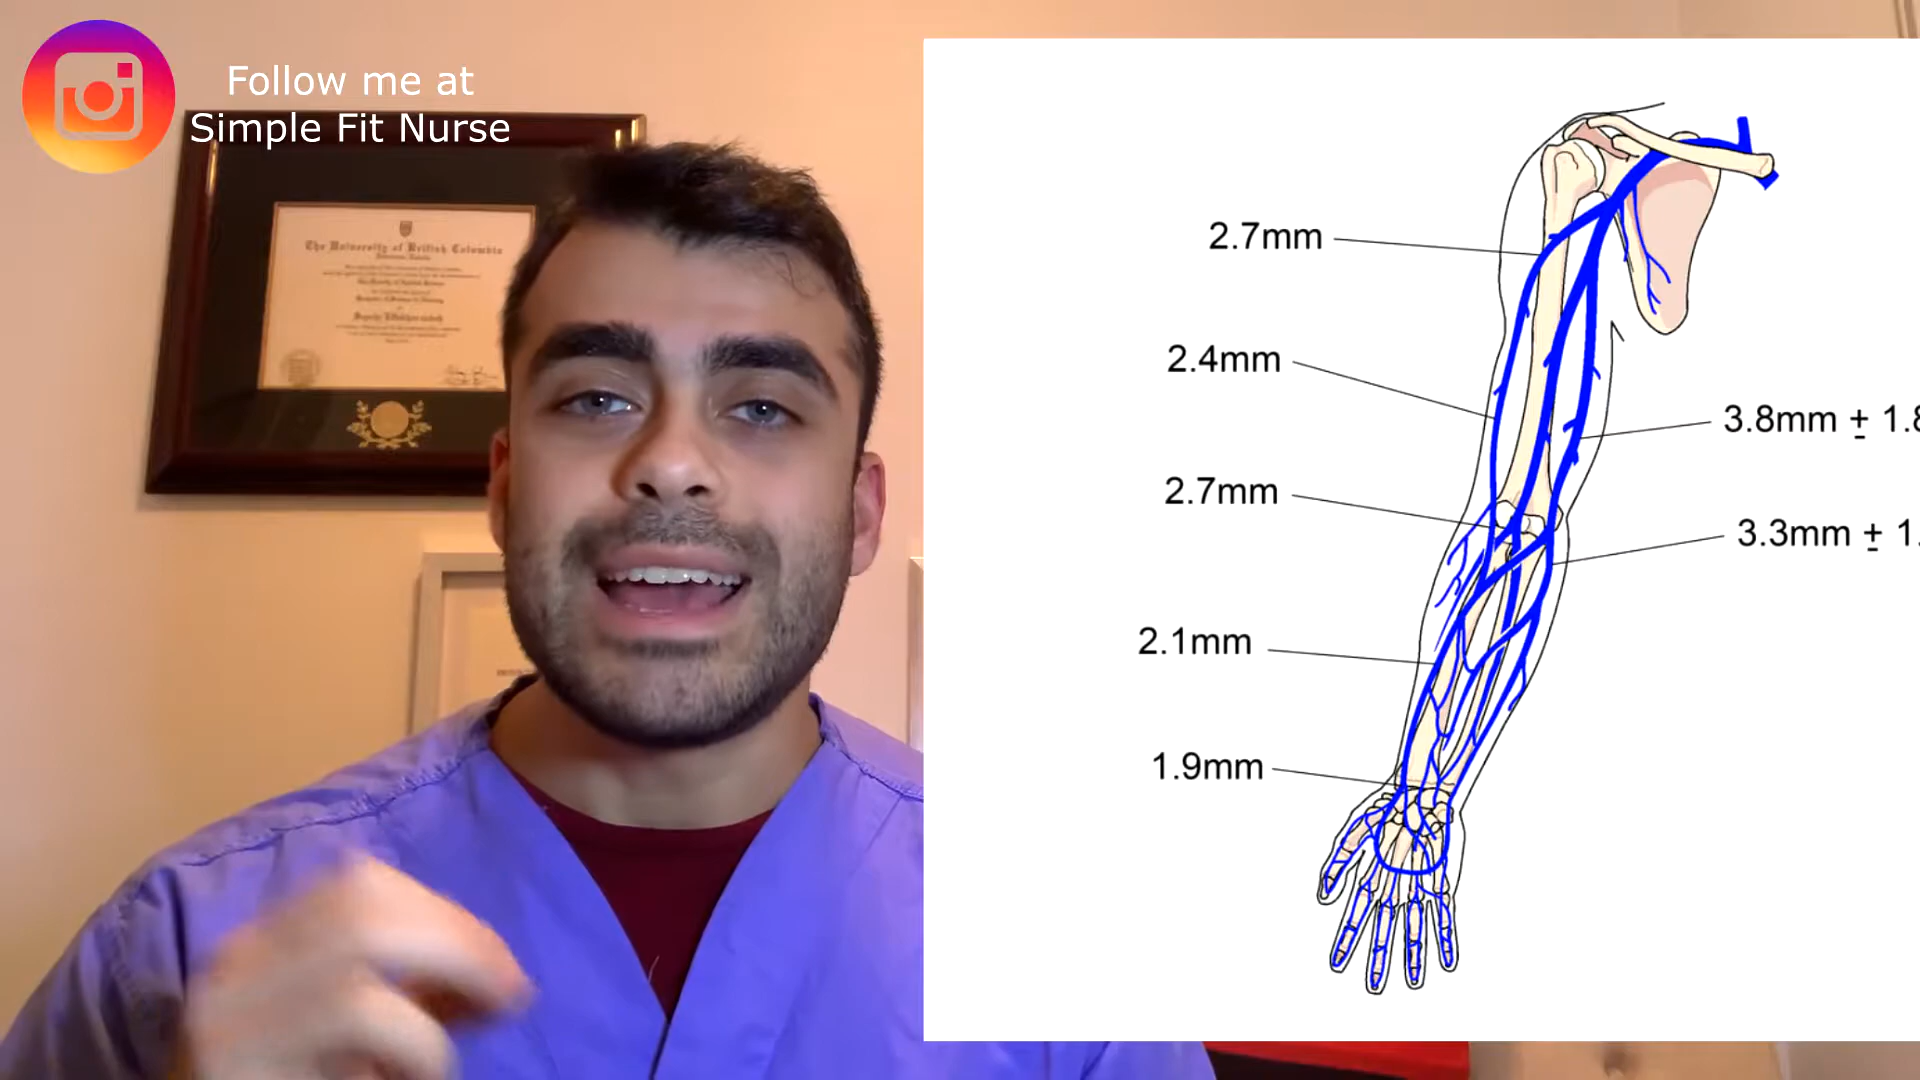 Follow me at
Simple Fit Nurse
The University of British Columbia
2.7mm
2.4mm
3.8mm ± 1.8
2.7mm
3.3mm ± 1.
2.1mm
1.9mm